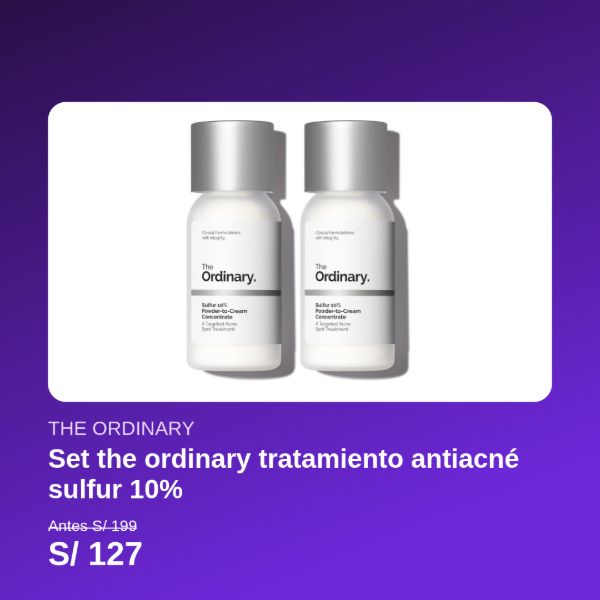 Clinical Formulations
with Integrity.
The
Ordinary.
Sulfur 10%
Powder-to-Cream
Concentrate
A Targeted Acne
Spot Treatment
Clinical Formulations
with Integrity.
The
Ordinary.
Sulfur 10%
Powder-to-Cream
Concentrate
A Targeted Acne
Spot Treatment
THE ORDINARY
Set the ordinary tratamiento antiacné
sulfur 10%
Antes S/ 199
S/ 127